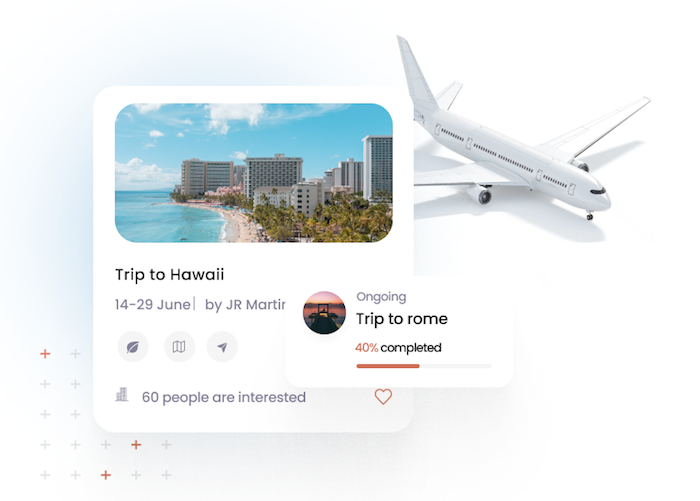 Trip to Hawaii
14-29 June| by JR Martin
Ongoing
Trip to rome
40% completed
60 people are interested